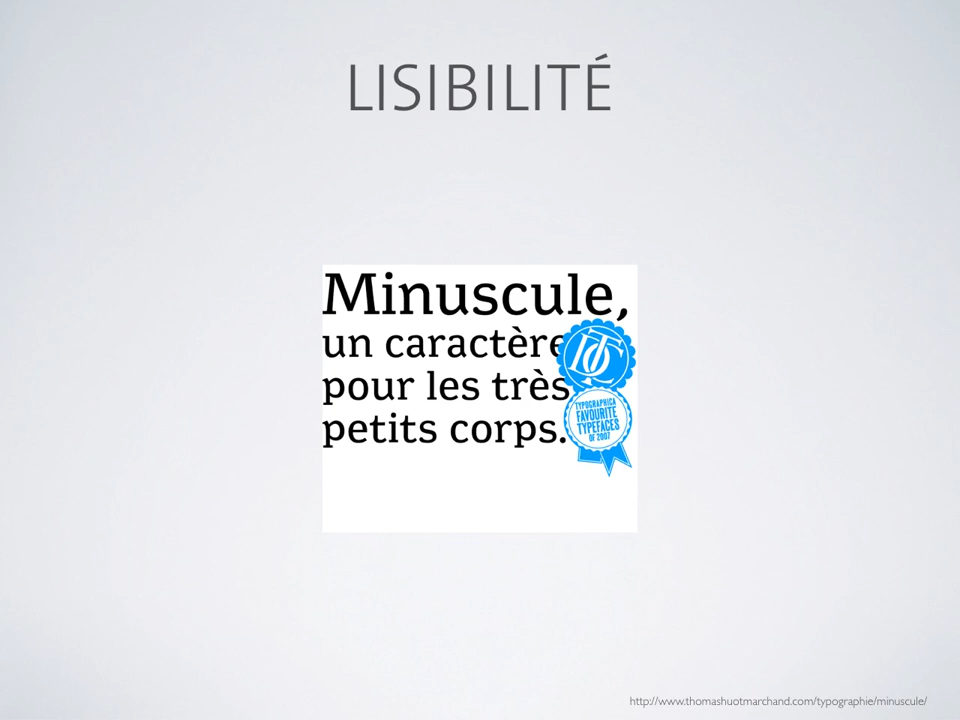 LISIBILITÉ
Minuscule,
un caractère
pour les très
petits corps.
TDC
TYPOGRAPHICA
FAVOURITE
TYPEFACES
OF 2007
http://www.thomashuotmarchand.com/typographie/minuscule/